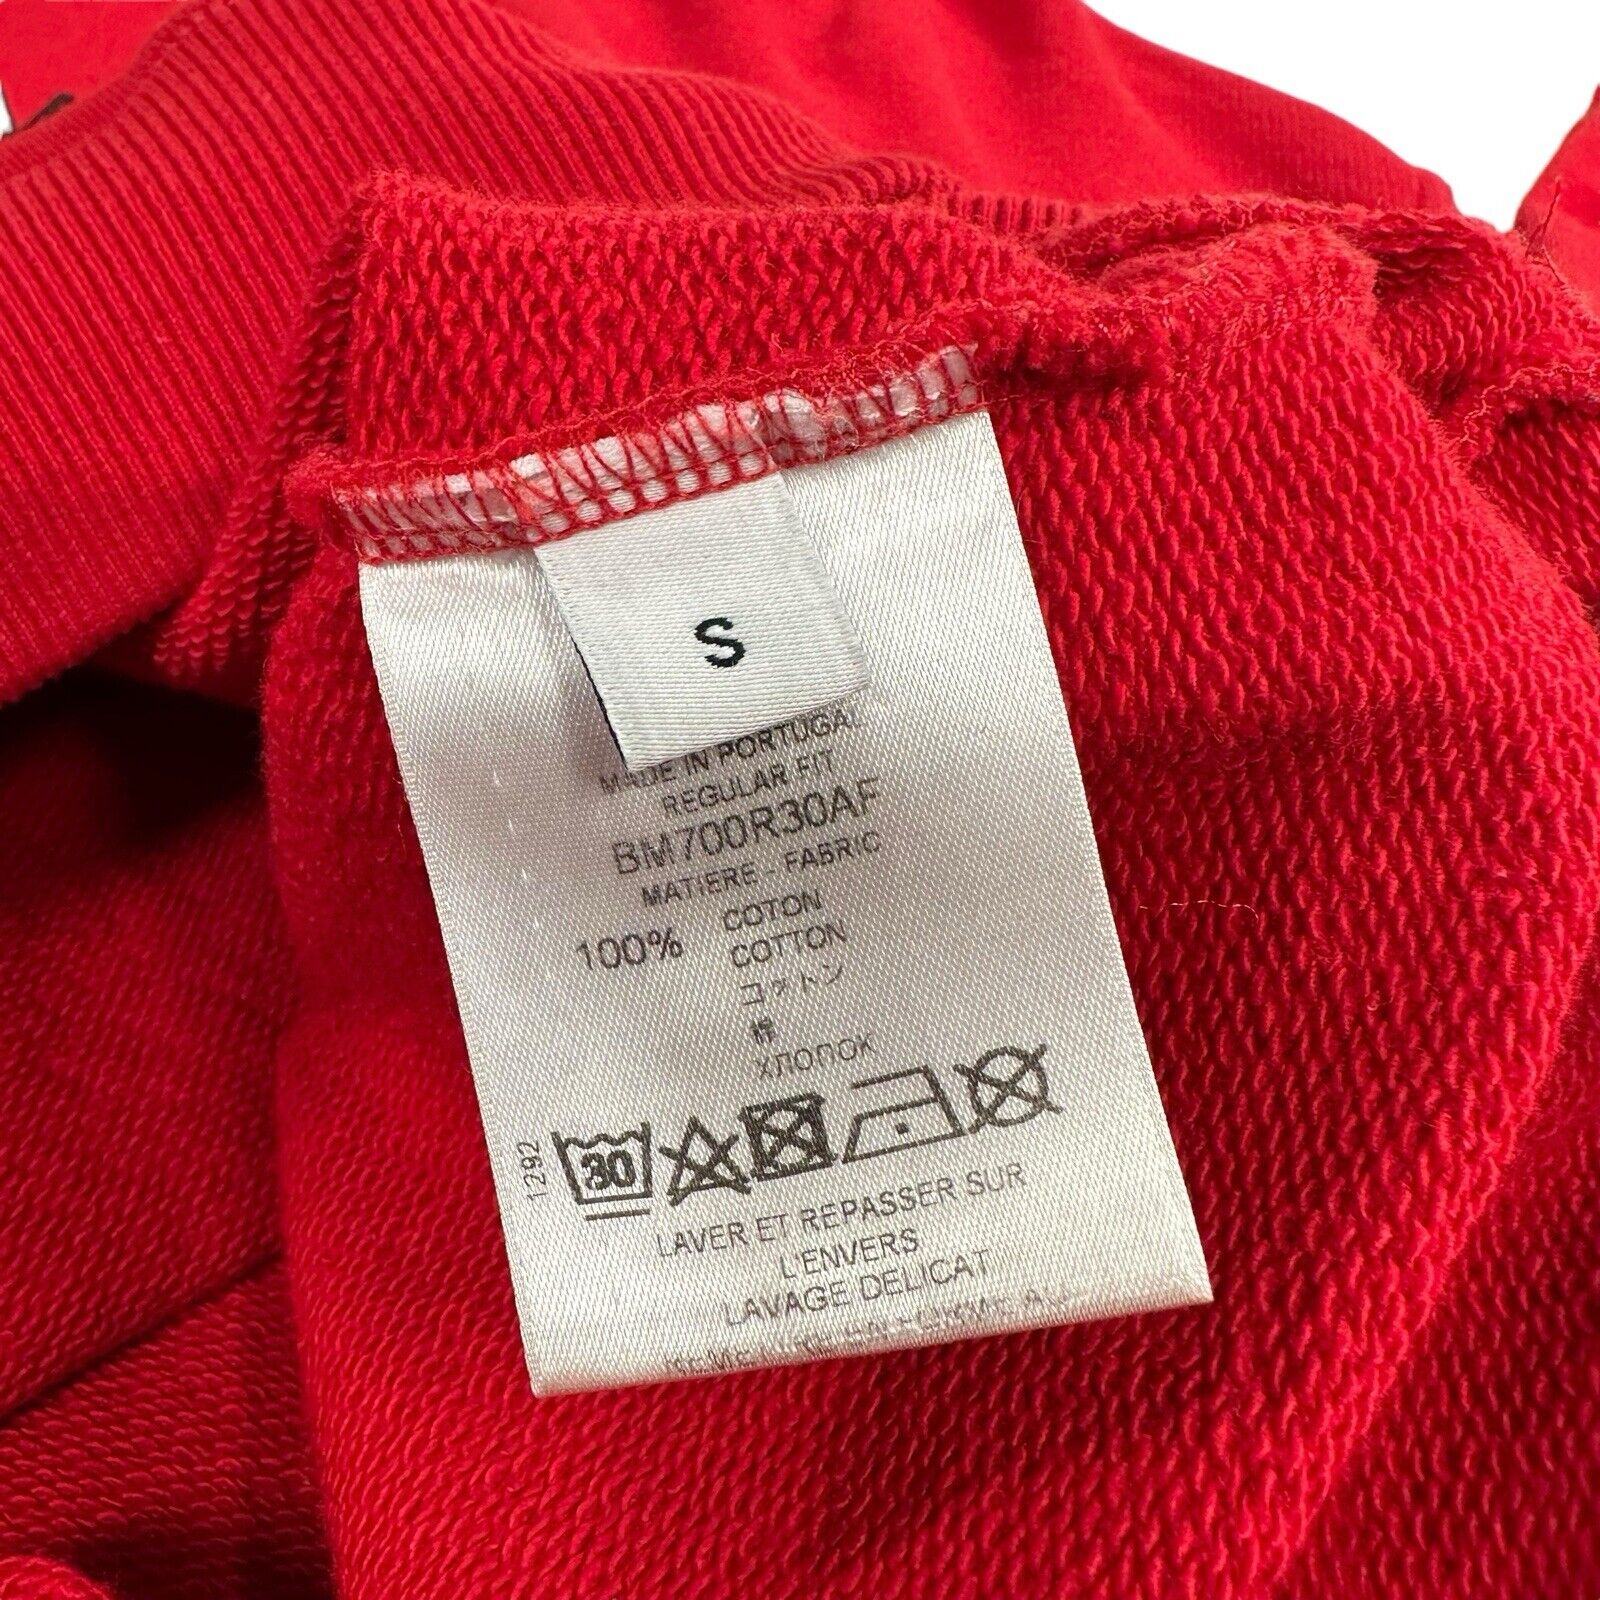 S
MADE IN PORTUGAL
REGULAR FIT
BM700R30AF
MATIERE - FABRIC
100% COTON
COTTON
コットン
棉
ХЛОПОК
1292
30
LAVER ET REPASSER SUR
L'ENVERS
LAVAGE DELICAT